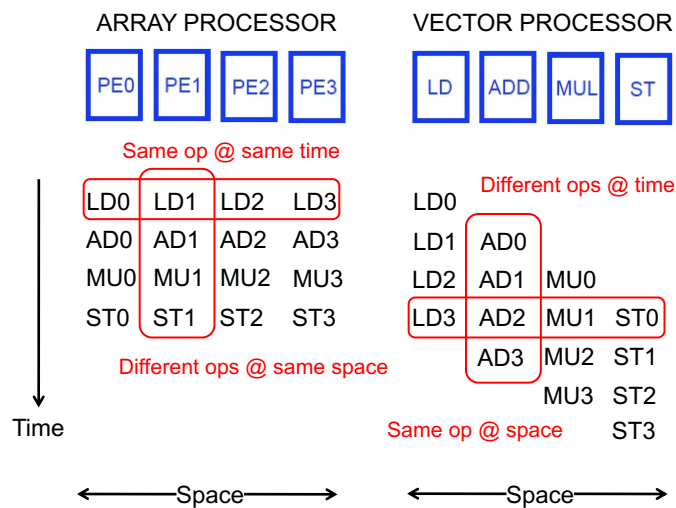 ARRAY PROCESSOR
PE0 PE1 PE2 PE3
Same op @ same time
LD0 LD1 LD2 LD3
AD0 AD1 AD2 AD3
MU0 MU1 MU2 MU3
ST0 ST1 ST2 ST3
Different ops @ same space
Time
Space
VECTOR PROCESSOR
LD ADD MUL ST
Different ops @ time
LD0
LD1 AD0
LD2 AD1 MU0
LD3 AD2 MU1 ST0
AD3 MU2 ST1
MU3 ST2
Same op @ space
ST3
Space